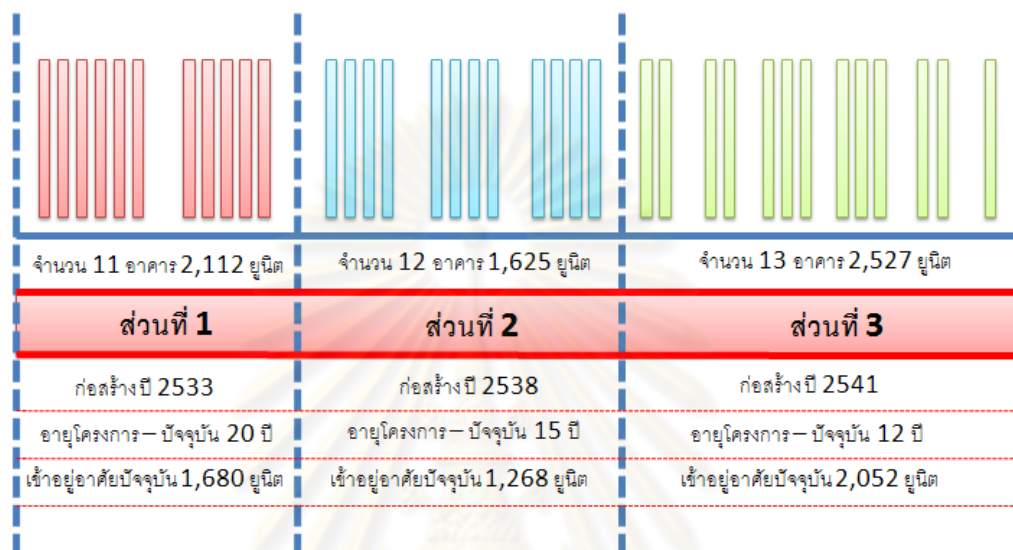 จำนวน 11 อาคาร 2,112 ยูนิต
จำนวน 12 อาคาร 1,625 ยูนิต
จำนวน 13 อาคาร 2,527 ยูนิต
ส่วนที่ 1
ส่วนที่ 2
ส่วนที่ 3
ก่อสร้างปี 2533
ก่อสร้างปี 2538
ก่อสร้างปี 2541
อายุโครงการ – ปัจจุบัน 20 ปี
อายุโครงการ – ปัจจุบัน 15 ปี
อายุโครงการ – ปัจจุบัน 12 ปี
เข้าอยู่อาศัยปัจจุบัน 1,680 ยูนิต
เข้าอยู่อาศัยปัจจุบัน 1,268 ยูนิต
เข้าอยู่อาศัยปัจจุบัน 2,052 ยูนิต